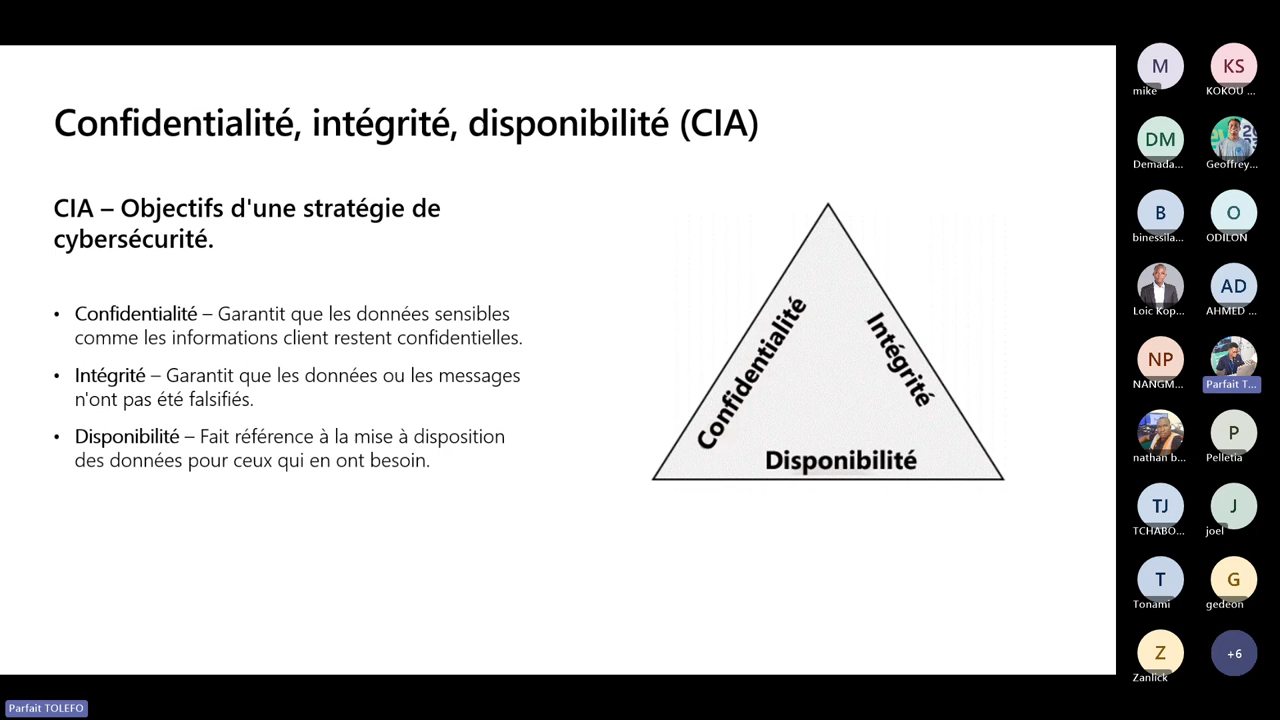 Confidentialité, intégrité, disponibilité (CIA)
CIA – Objectifs d'une stratégie de
cybersécurité.
• Confidentialité – Garantit que les données sensibles
comme les informations client restent confidentielles.
• Intégrité – Garantit que les données ou les messages
n'ont pas été falsifiés.
• Disponibilité – Fait référence à la mise à disposition
des données pour ceux qui en ont besoin.
Confidentialité
Intégrité
Disponibilité
M
mike
KS
KOKOU ...
DM
Demada...
Geoffrey...
B
binessila...
O
ODILON
Loic Kop...
AD
AHMED ...
NP
NANGM...
Parfait T...
nathan b...
P
Pelletia
TJ
TCHABO...
J
joel
T
Tonami
G
gedeon
Z
Zanlick
+6
Parfait TOLEFO